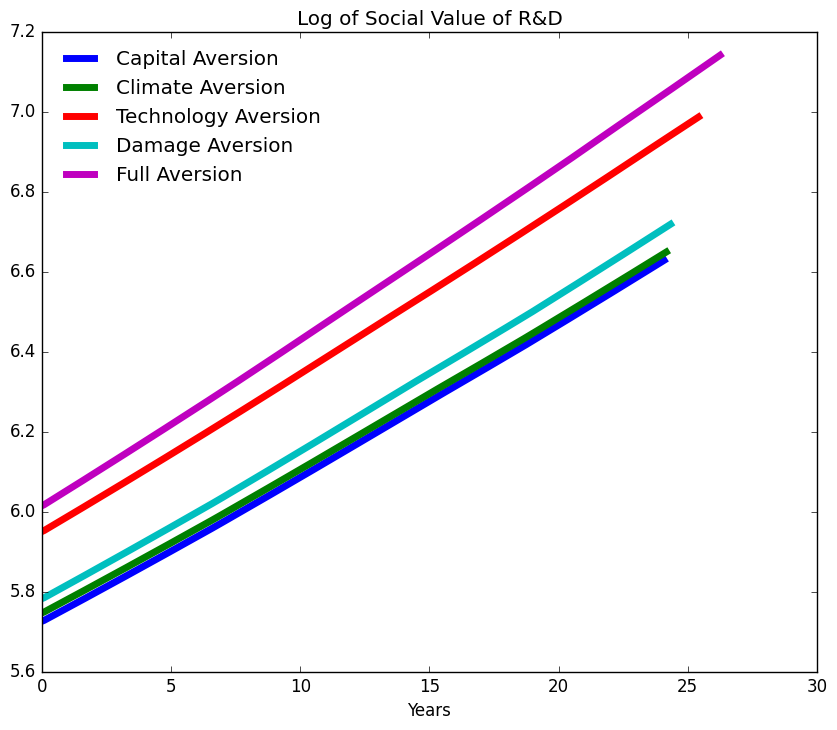 Log of Social Value of R&D
7.2
7.0
6.8
6.6
6.4
6.2
6.0
5.8
5.6
Capital Aversion
Climate Aversion
Technology Aversion
Damage Aversion
Full Aversion
0 5 10 15 20 25 30
Years